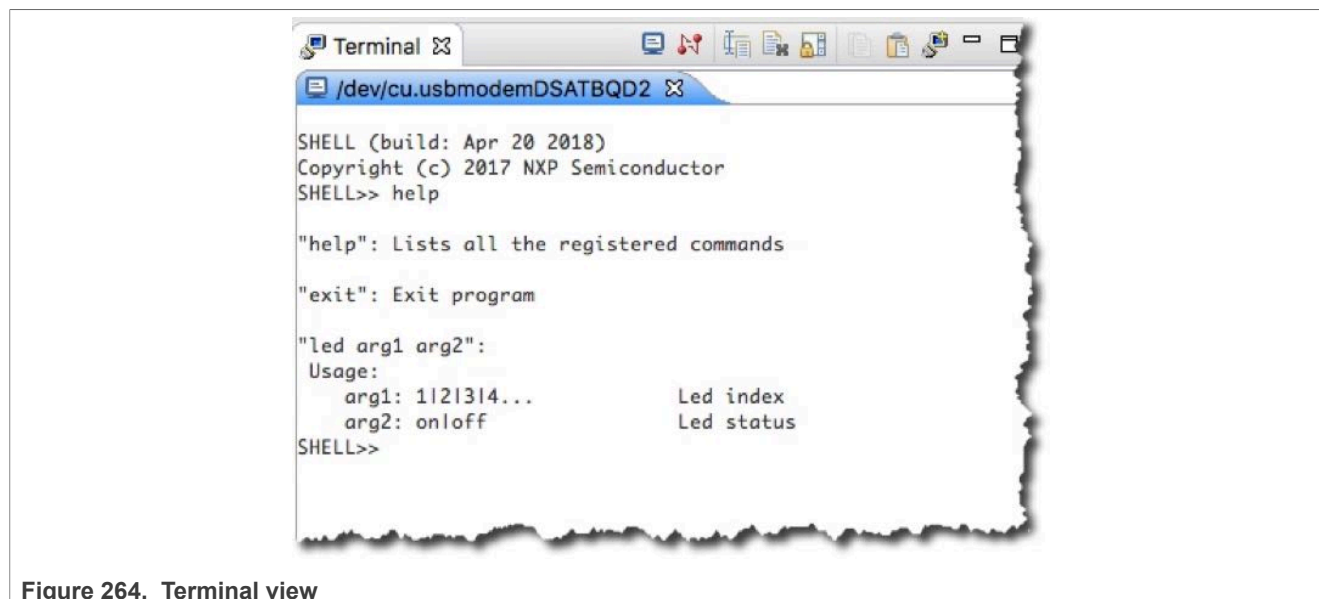 Terminal
/dev/cu.usbmodemDSATBQD2
SHELL (build: Apr 20 2018)
Copyright (c) 2017 NXP Semiconductor
SHELL>> help
"help": Lists all the registered commands
"exit": Exit program
"led arg1 arg2":
Usage:
arg1: 1|2|3|4... Led index
arg2: on|off Led status
SHELL>>
Figure 264. Terminal view